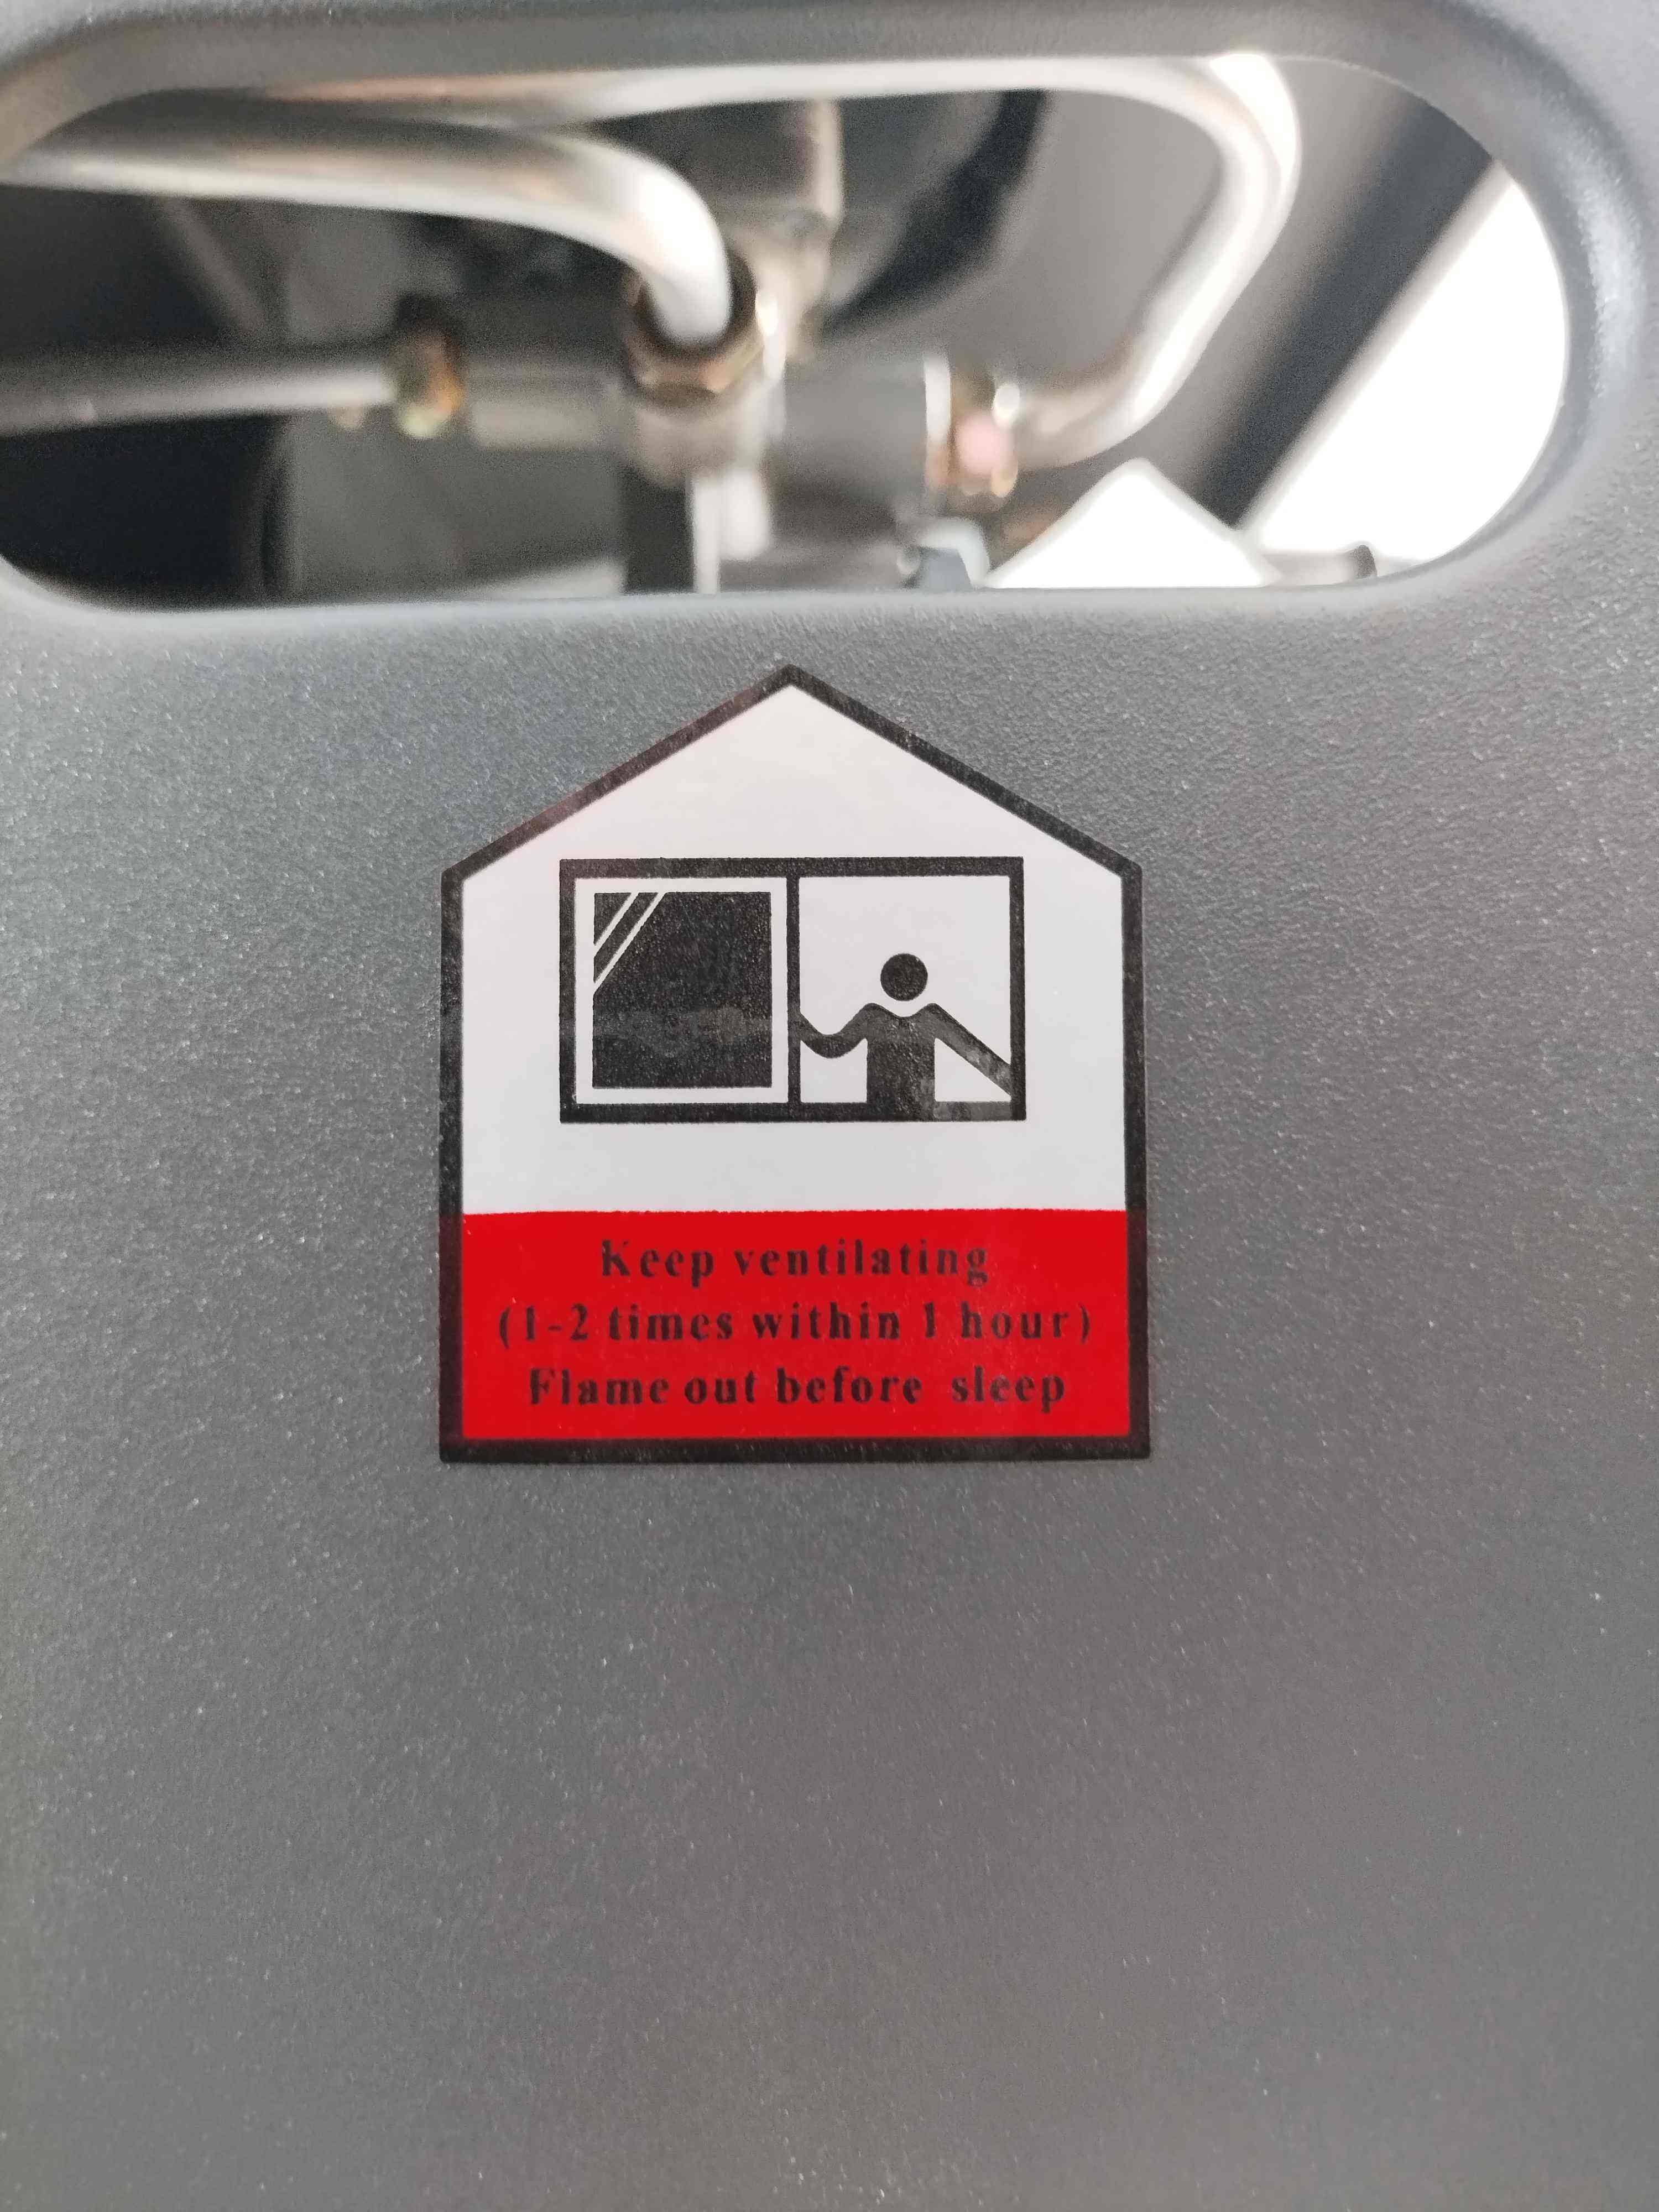 Keep ventilating
(1-2 times within 1 hour)
Flame out before sleep